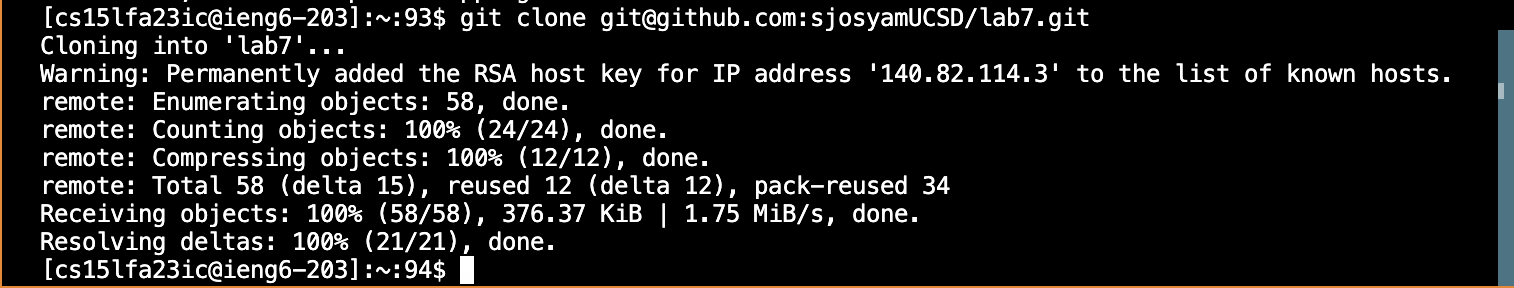 [cs15lfa23ic@ieng6-203]:~:93$ git clone git@github.com:sjosyamUCSD/lab7.git
Cloning into 'lab7'...
Warning: Permanently added the RSA host key for IP address '140.82.114.3' to the list of known hosts.
remote: Enumerating objects: 58, done.
remote: Counting objects: 100% (24/24), done.
remote: Compressing objects: 100% (12/12), done.
remote: Total 58 (delta 15), reused 12 (delta 12), pack-reused 34
Receiving objects: 100% (58/58), 376.37 KiB | 1.75 MiB/s, done.
Resolving deltas: 100% (21/21), done.
[cs15lfa23ic@ieng6-203]:~:94$